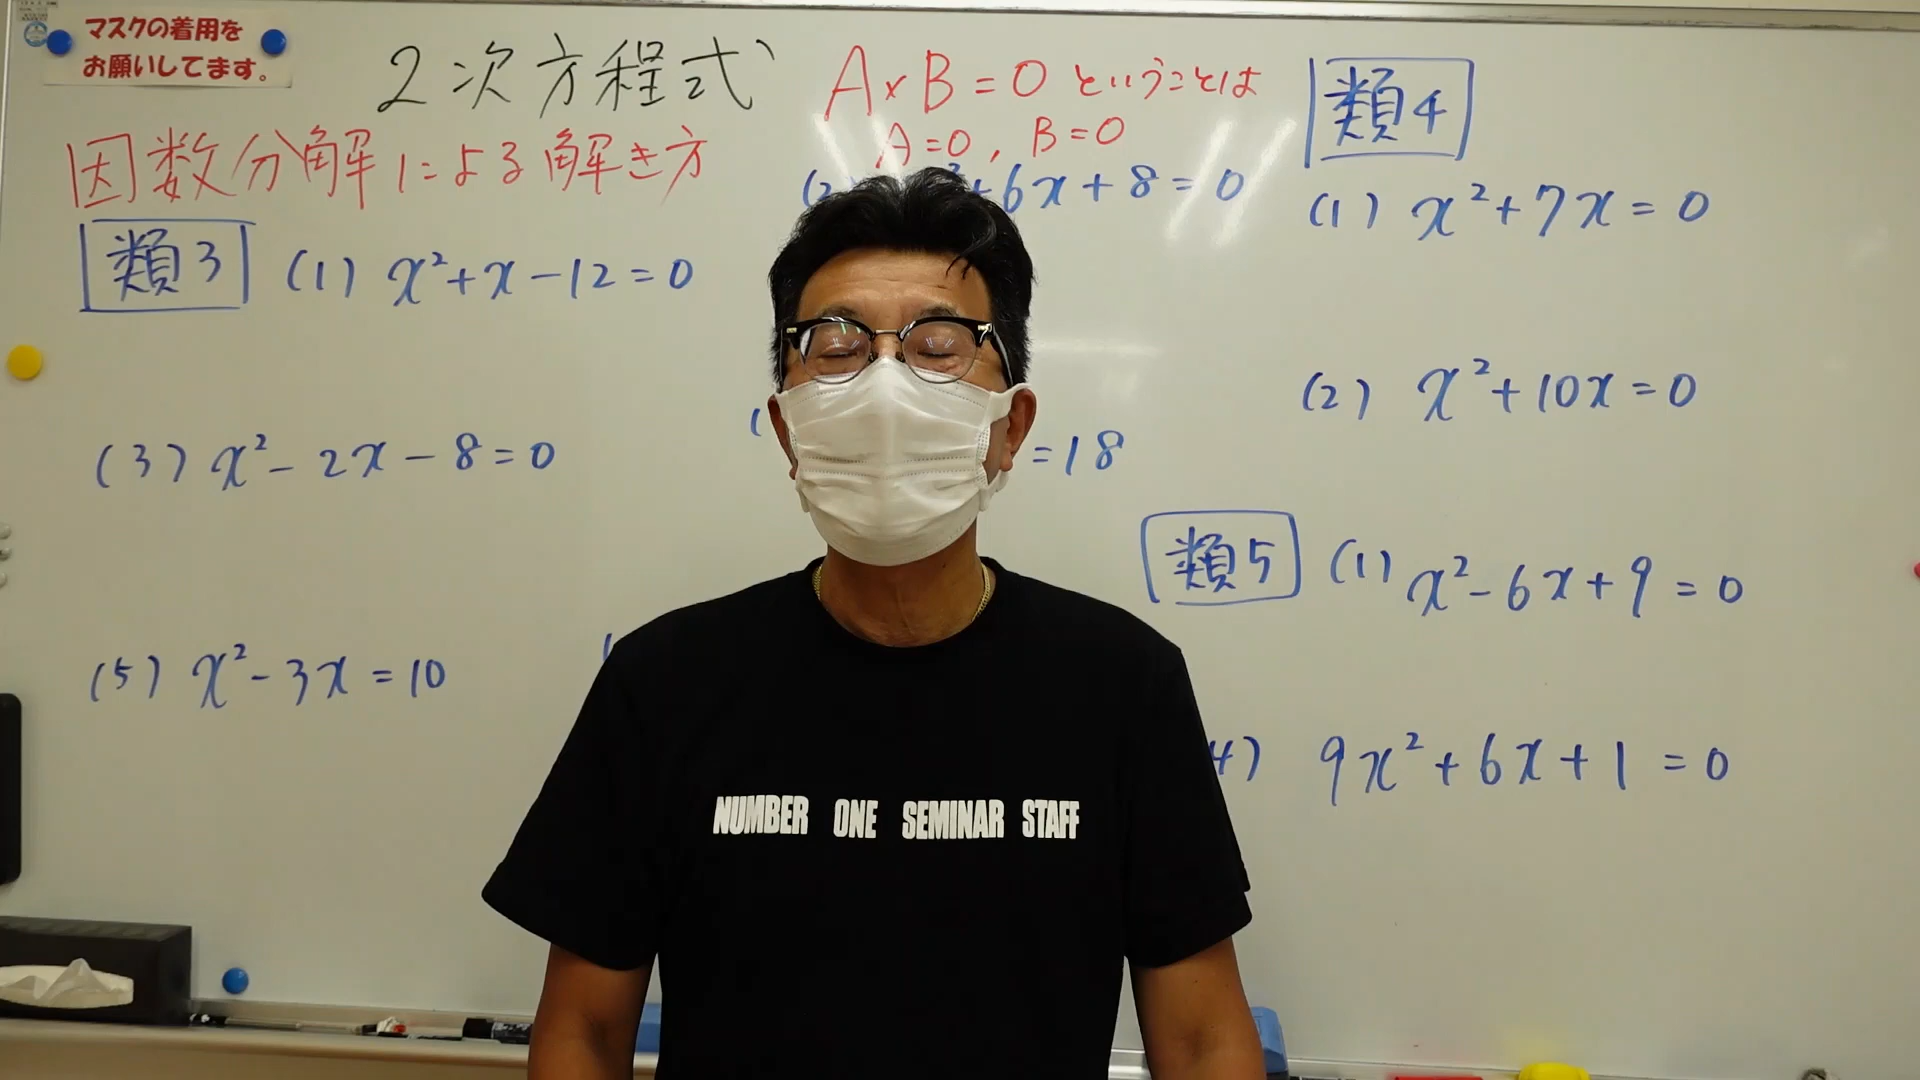 マスクの着用を
お願いしてます。
2次方程式
因数分解による解き方
A×B=0ということは
A=0, B=0
類3
(1) x²+x-12=0
(2) +6x+8=0
(3) x²-2x-8=0
=18
(5) x²-3x=10
類4
(1) x²+7x=0
(2) x²+10x=0
類5
(1) x²-6x+9=0
4) 9x²+6x+1=0
NUMBER ONE SEMINAR STAFF